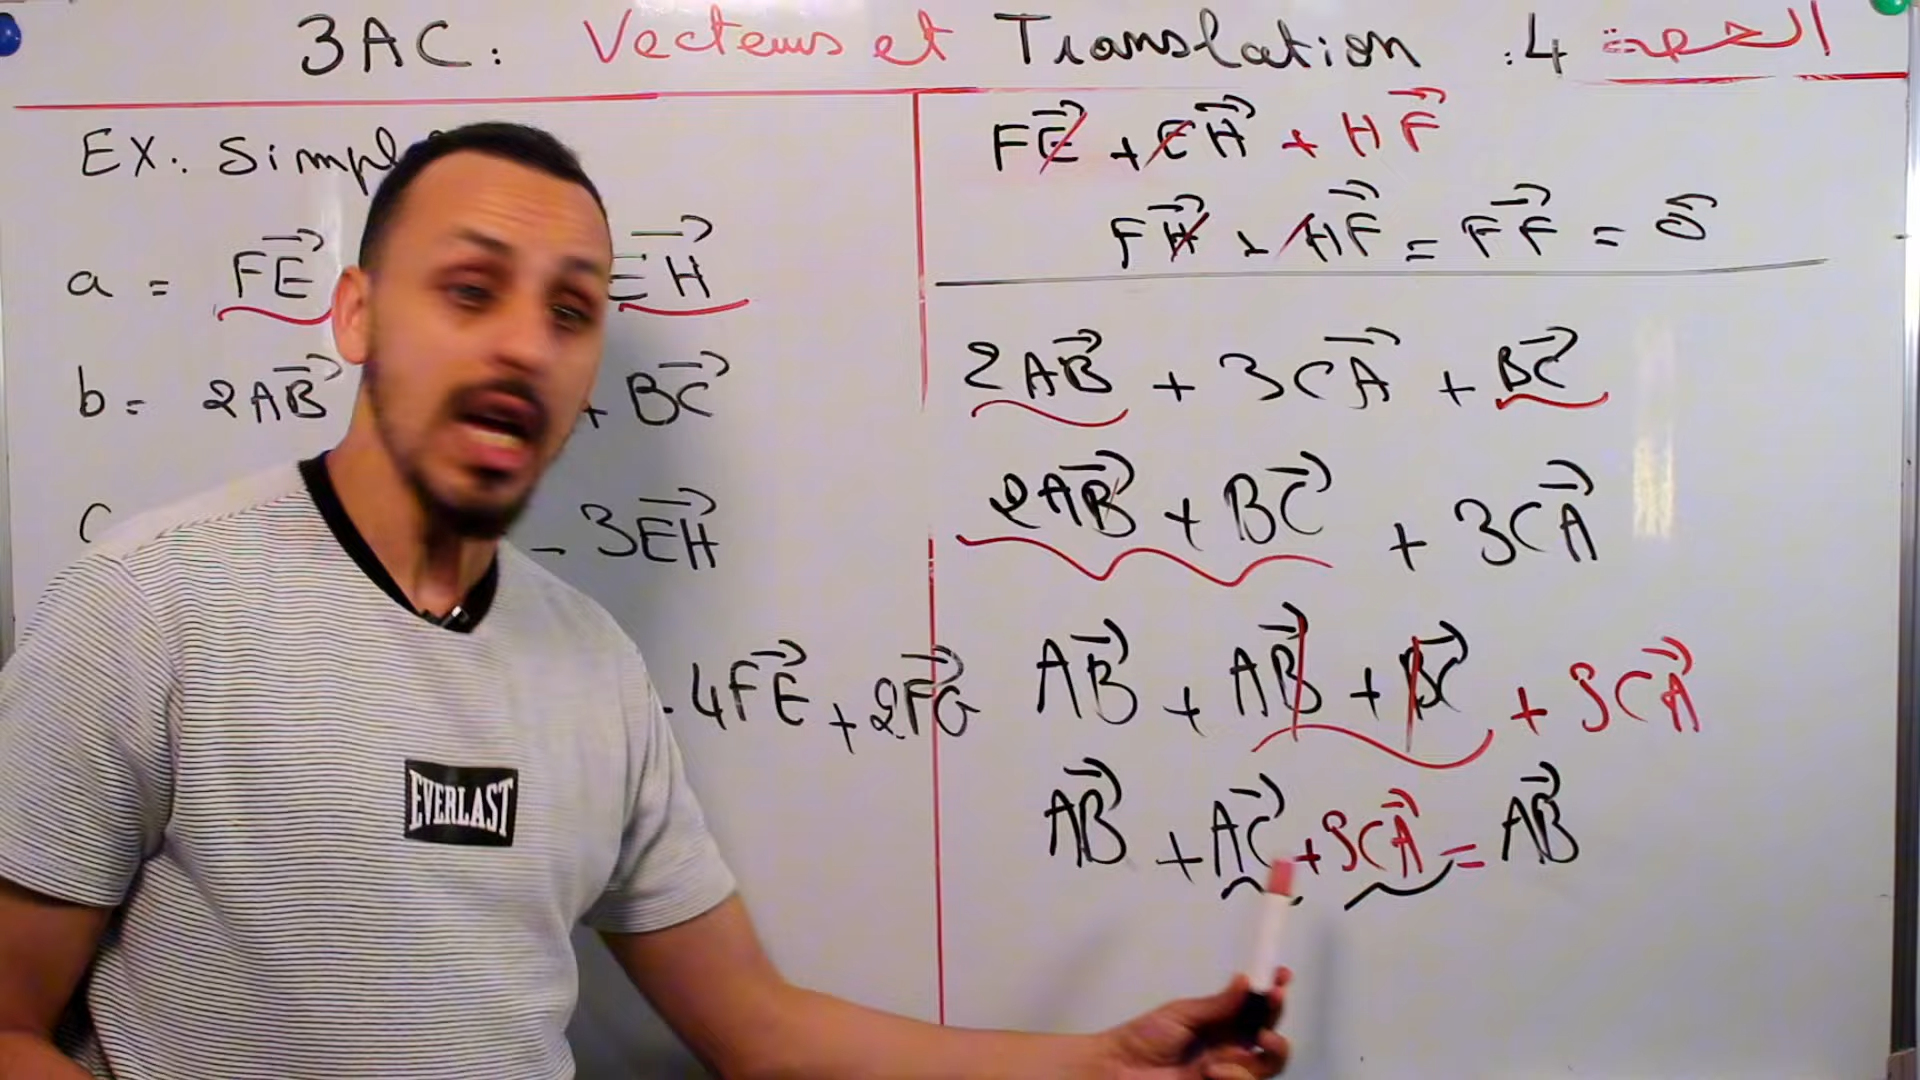 3AC: Vecteurs et Translation :4 الحصة
EX: Simpl
a = FE EH
b = 2AB + BC
C - 3EH
4FE + 2FG
FE + EH + HF
FH + HF = FF = 0
2AB + 3CA + BC
2AB + BC + 3CA
AB + AB + BC + 3CA
AB + AC + 3CA = AB
EVERLAST